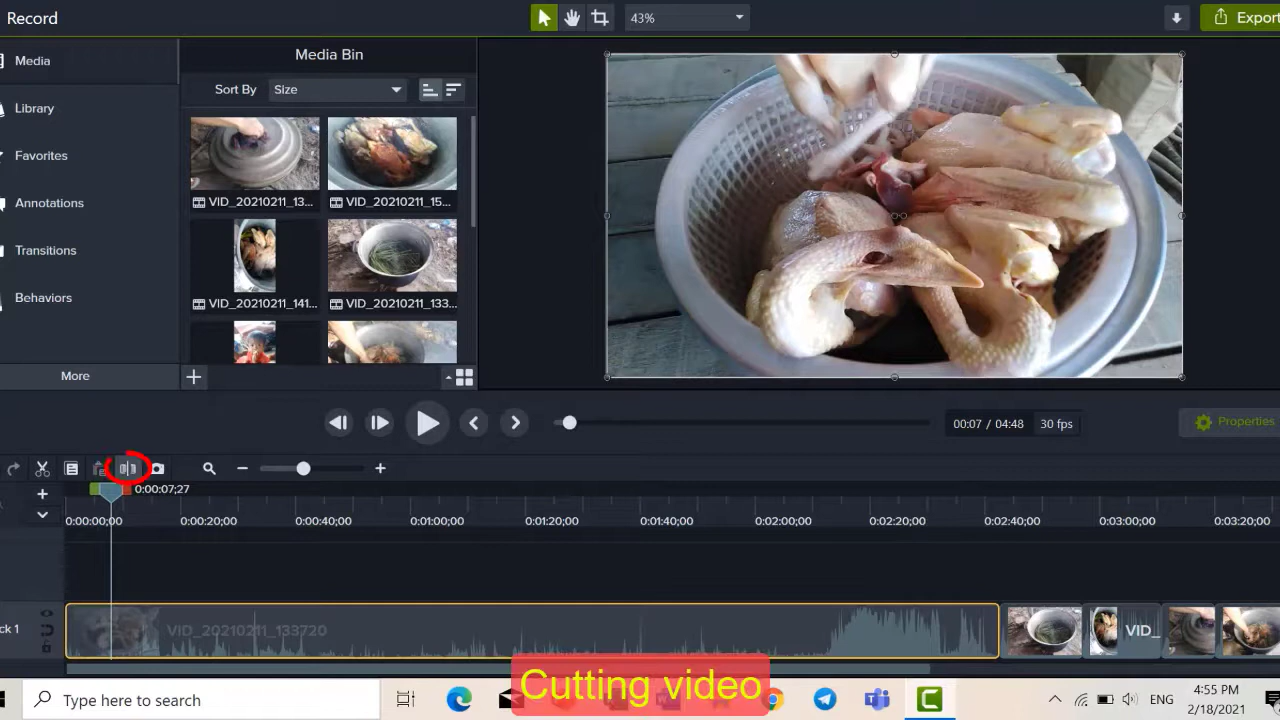 Record
43%
Export
Media
Library
Favorites
Annotations
Transitions
Behaviors
More
Media Bin
Sort By
Size
VID_20210211_13...
VID_20210211_15...
VID_20210211_141...
VID_20210211_133...
00:07 / 04:48
30 fps
Properties
0:00:07;27
0:00:00;00
0:00:20;00
0:00:40;00
0:01:00;00
0:01:20;00
0:01:40;00
0:02:00;00
0:02:20;00
0:02:40;00
0:03:00;00
0:03:20;00
ck 1
VID_20210211_133720
VID_
Cutting video
Type here to search
ENG
4:55 PM
2/18/2021